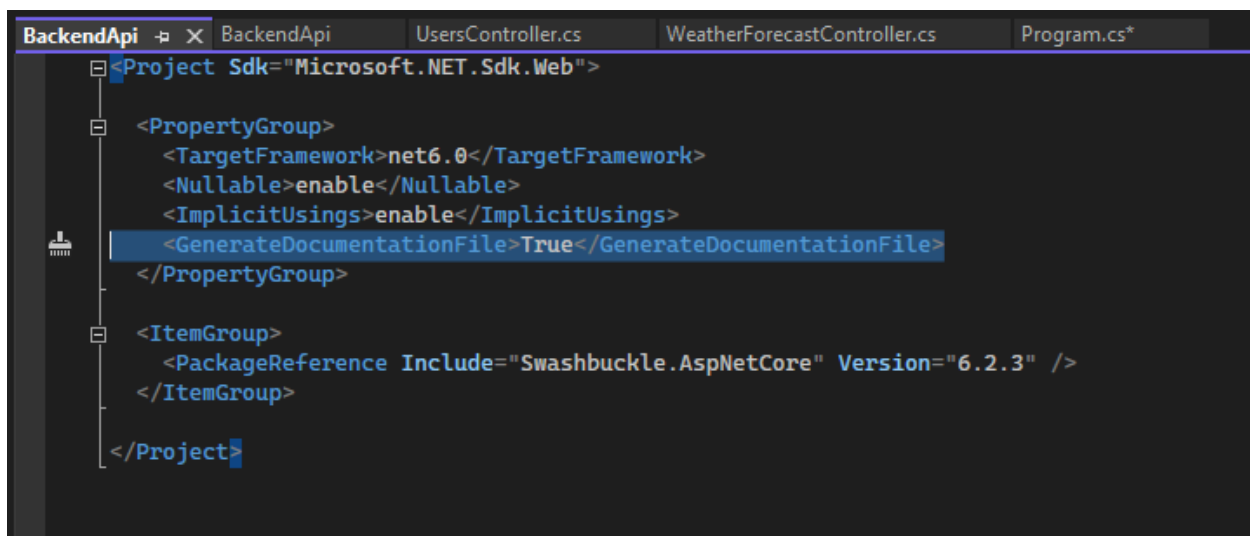 BackendApi BackendApi UsersController.cs WeatherForecastController.cs Program.cs*
<Project Sdk="Microsoft.NET.Sdk.Web">
<PropertyGroup>
<TargetFramework>net6.0</TargetFramework>
<Nullable>enable</Nullable>
<ImplicitUsings>enable</ImplicitUsings>
<GenerateDocumentationFile>True</GenerateDocumentationFile>
</PropertyGroup>
<ItemGroup>
<PackageReference Include="Swashbuckle.AspNetCore" Version="6.2.3" />
</ItemGroup>
</Project>